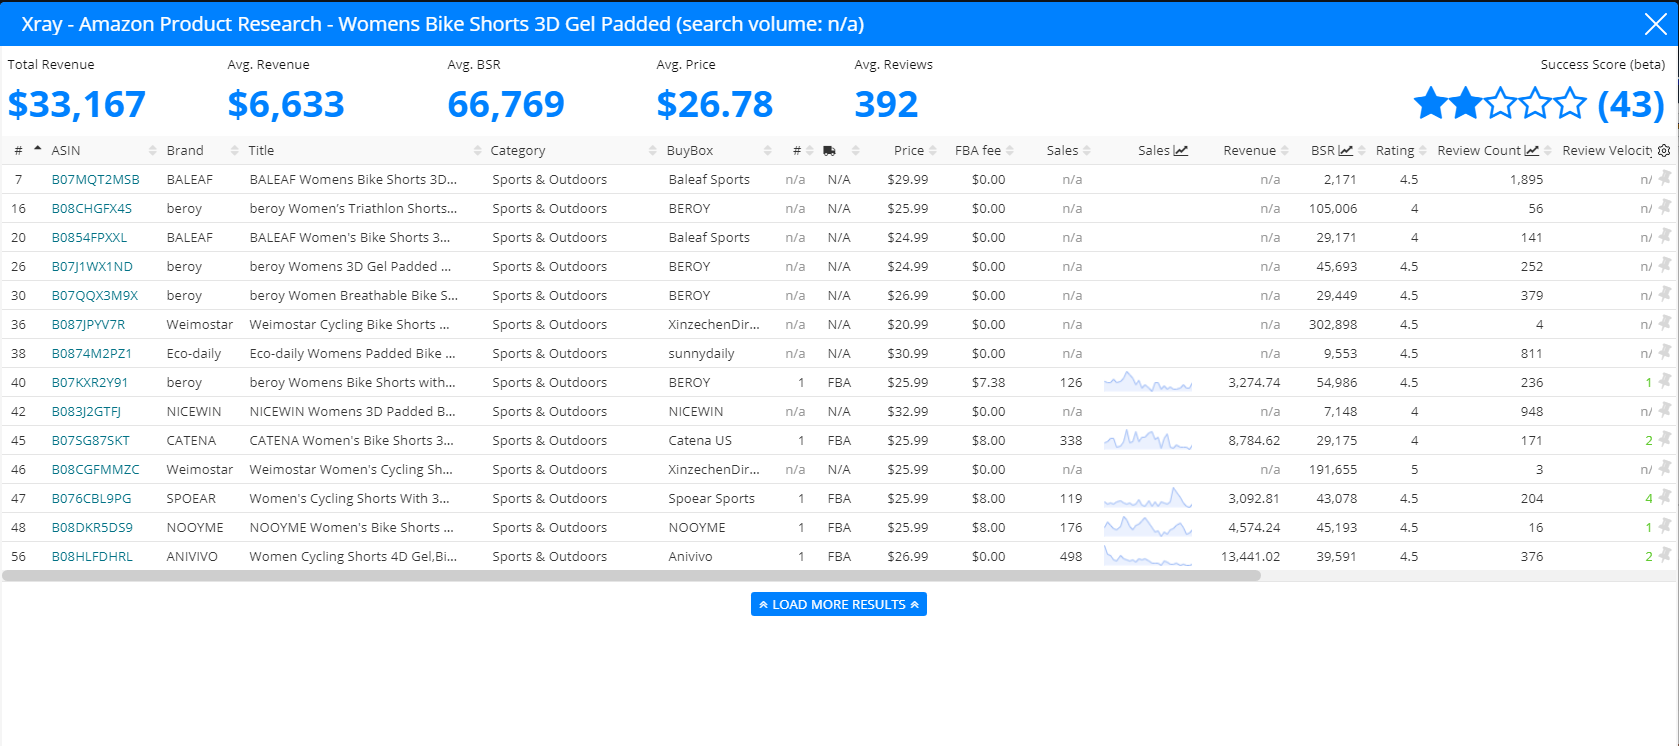 Xray - Amazon Product Research - Womens Bike Shorts 3D Gel Padded (search volume: n/a)
Total Revenue Avg. Revenue Avg. BSR Avg. Price Avg. Reviews Success Score (beta)
$33,167 $6,633 66,769 $26.78 392 (43)
# ASIN Brand Title Category BuyBox # Price FBA fee Sales Sales Revenue BSR Rating Review Count Review Velocity
7 B07MQT2MSB BALEAF BALEAF Womens Bike Shorts 3D... Sports & Outdoors Baleaf Sports n/a N/A $29.99 $0.00 n/a n/a 2,171 4.5 1,895 n/
16 B08CHGFX4S beroy beroy Women's Triathlon Shorts... Sports & Outdoors BEROY n/a N/A $25.99 $0.00 n/a n/a 105,006 4 56 n/
20 B0854FPXXL BALEAF BALEAF Women's Bike Shorts 3... Sports & Outdoors Baleaf Sports n/a N/A $24.99 $0.00 n/a n/a 29,171 4 141 n/
26 B07J1WX1ND beroy beroy Womens 3D Gel Padded ... Sports & Outdoors BEROY n/a N/A $24.99 $0.00 n/a n/a 45,693 4.5 252 n/
30 B07QQX3M9X beroy beroy Women Breathable Bike S... Sports & Outdoors BEROY n/a N/A $26.99 $0.00 n/a n/a 29,449 4.5 379 n/
36 B087JPYV7R Weimostar Weimostar Cycling Bike Shorts ... Sports & Outdoors XinzechenDir... n/a N/A $20.99 $0.00 n/a n/a 302,898 4.5 4 n/
38 B0874M2PZ1 Eco-daily Eco-daily Womens Padded Bike ... Sports & Outdoors sunnydaily n/a N/A $30.99 $0.00 n/a n/a 9,553 4.5 811 n/
40 B07KXR2Y91 beroy beroy Womens Bike Shorts with... Sports & Outdoors BEROY 1 FBA $25.99 $7.38 126 3,274.74 54,986 4.5 236 1
42 B083J2GTFJ NICEWIN NICEWIN Womens 3D Padded B... Sports & Outdoors NICEWIN n/a N/A $32.99 $0.00 n/a n/a 7,148 4 948 n/
45 B07SG87SKT CATENA CATENA Women's Bike Shorts 3... Sports & Outdoors Catena US 1 FBA $25.99 $8.00 338 8,784.62 29,175 4 171 2
46 B08CGFMMZC Weimostar Weimostar Women's Cycling Sh... Sports & Outdoors XinzechenDir... n/a N/A $25.99 $0.00 n/a n/a 191,655 5 3 n/
47 B076CBL9PG SPOEAR Women's Cycling Shorts With 3... Sports & Outdoors Spoear Sports 1 FBA $25.99 $8.00 119 3,092.81 43,078 4.5 204 4
48 B08DKR5DS9 NOOYME NOOYME Women's Bike Shorts ... Sports & Outdoors NOOYME 1 FBA $25.99 $8.00 176 4,574.24 45,193 4.5 16 1
56 B08HLFDHRL ANIVIVO Women Cycling Shorts 4D Gel,Bi... Sports & Outdoors Anivivo 1 FBA $26.99 $0.00 498 13,441.02 39,591 4.5 376 2
LOAD MORE RESULTS